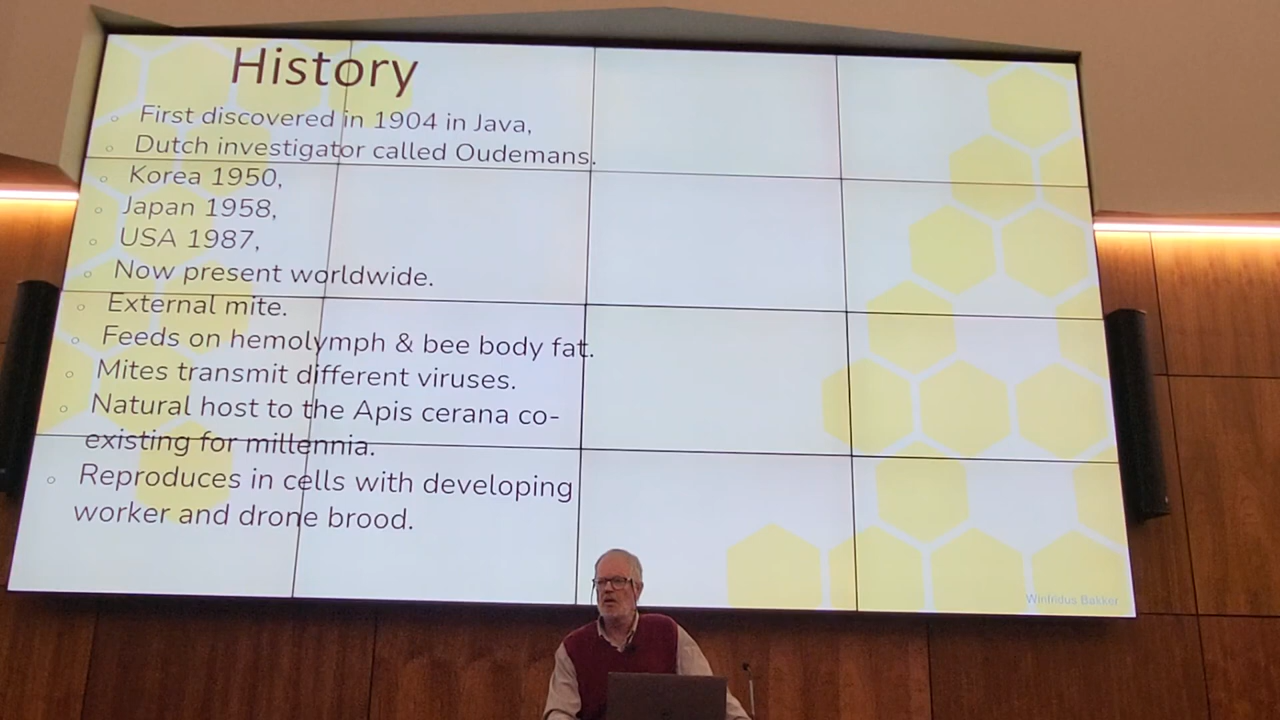 History
First discovered in 1904 in Java,
Dutch investigator called Oudemans.
Korea 1950,
Japan 1958,
USA 1987,
Now present worldwide.
External mite.
Feeds on hemolymph & bee body fat.
Mites transmit different viruses.
Natural host to the Apis cerana co-
existing for millennia.
Reproduces in cells with developing
worker and drone brood.
Winfridus Bakker